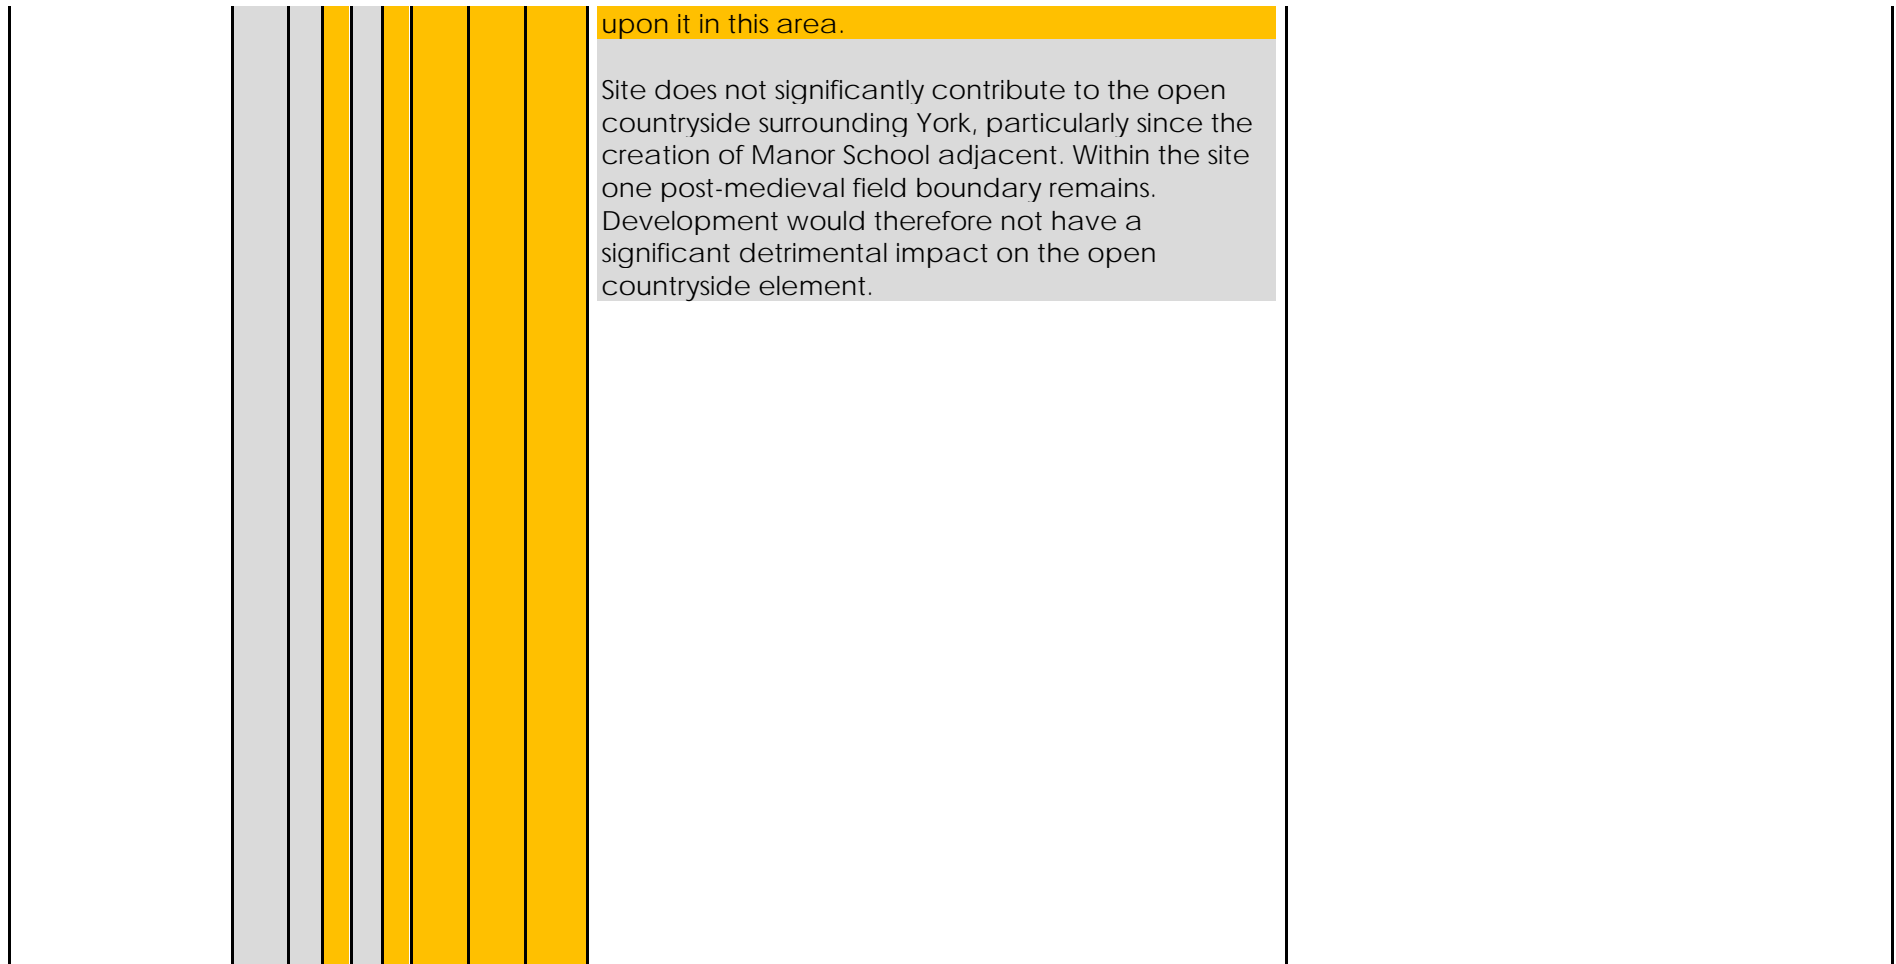 upon it in this area.
Site does not significantly contribute to the open
countryside surrounding York, particularly since the
creation of Manor School adjacent. Within the site
one post-medieval field boundary remains.
Development would therefore not have a
significant detrimental impact on the open
countryside element.